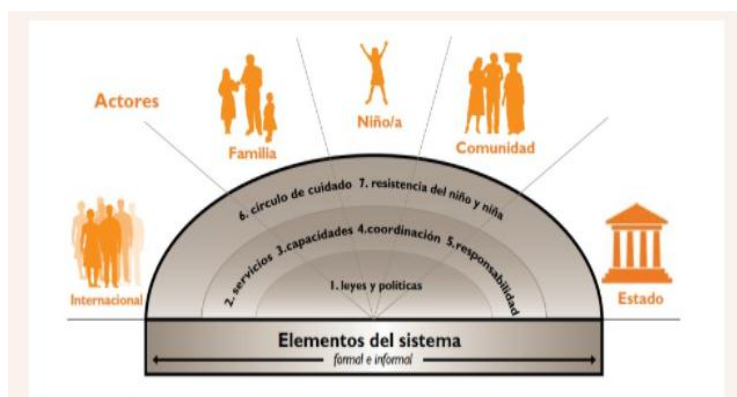 Actores
Familia
Niño/a
Comunidad
Internacional
Estado
6. circulo de cuidado 7. resistencia del niño y niña
2. servicios 3.capacidades 4.coordinación 5.responsabilidad
1. leyes y politicas
Elementos del sistema
formal e informal